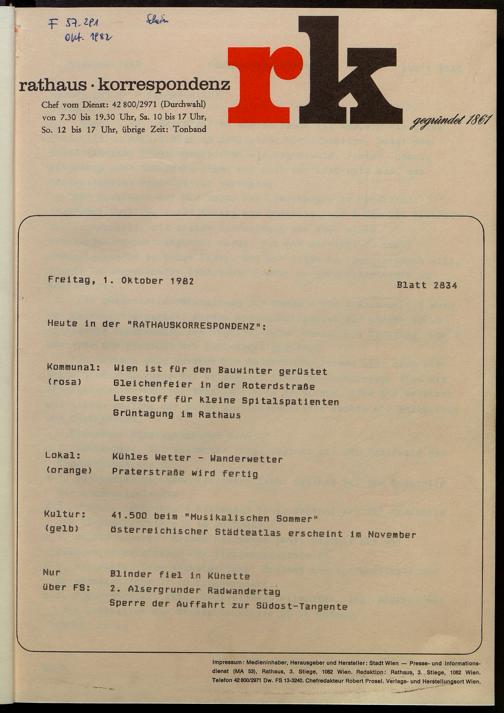 F 57.291
Okt. 1982
rk
rathaus · korrespondenz
gegründet 1861
Chef vom Dienst: 42 800/2971 (Durchwahl)
von 7.30 bis 19.30 Uhr, Sa. 10 bis 17 Uhr,
So. 12 bis 17 Uhr, übrige Zeit: Tonband
Freitag, 1. Oktober 1982 Blatt 2834
Heute in der "RATHAUSKORRESPONDENZ":
Kommunal: Wien ist für den Bauwinter gerüstet
(rosa) Gleichenfeier in der Roterdstraße
Lesestoff für kleine Spitalspatienten
Grüntagung im Rathaus
Lokal: Kühles Wetter - Wanderwetter
(orange) Praterstraße wird fertig
Kultur: 41.500 beim "Musikalischen Sommer"
(gelb) österreichischer Städteatlas erscheint im November
Nur Blinder fiel in Künette
über FS: 2. Alsergrunder Radwandertag
Sperre der Auffahrt zur Südost-Tangente
Impressum: Medieninhaber, Herausgeber und Hersteller: Stadt Wien — Presse- und Informations-
dienst (MA 53), Rathaus, 3. Stiege, 1082 Wien. Redaktion: Rathaus, 3. Stiege, 1082 Wien.
Telefon 42 800/2971 Dw. FS 13-3240. Chefredakteur Robert Prosel. Verlags- und Herstellungsort Wien.